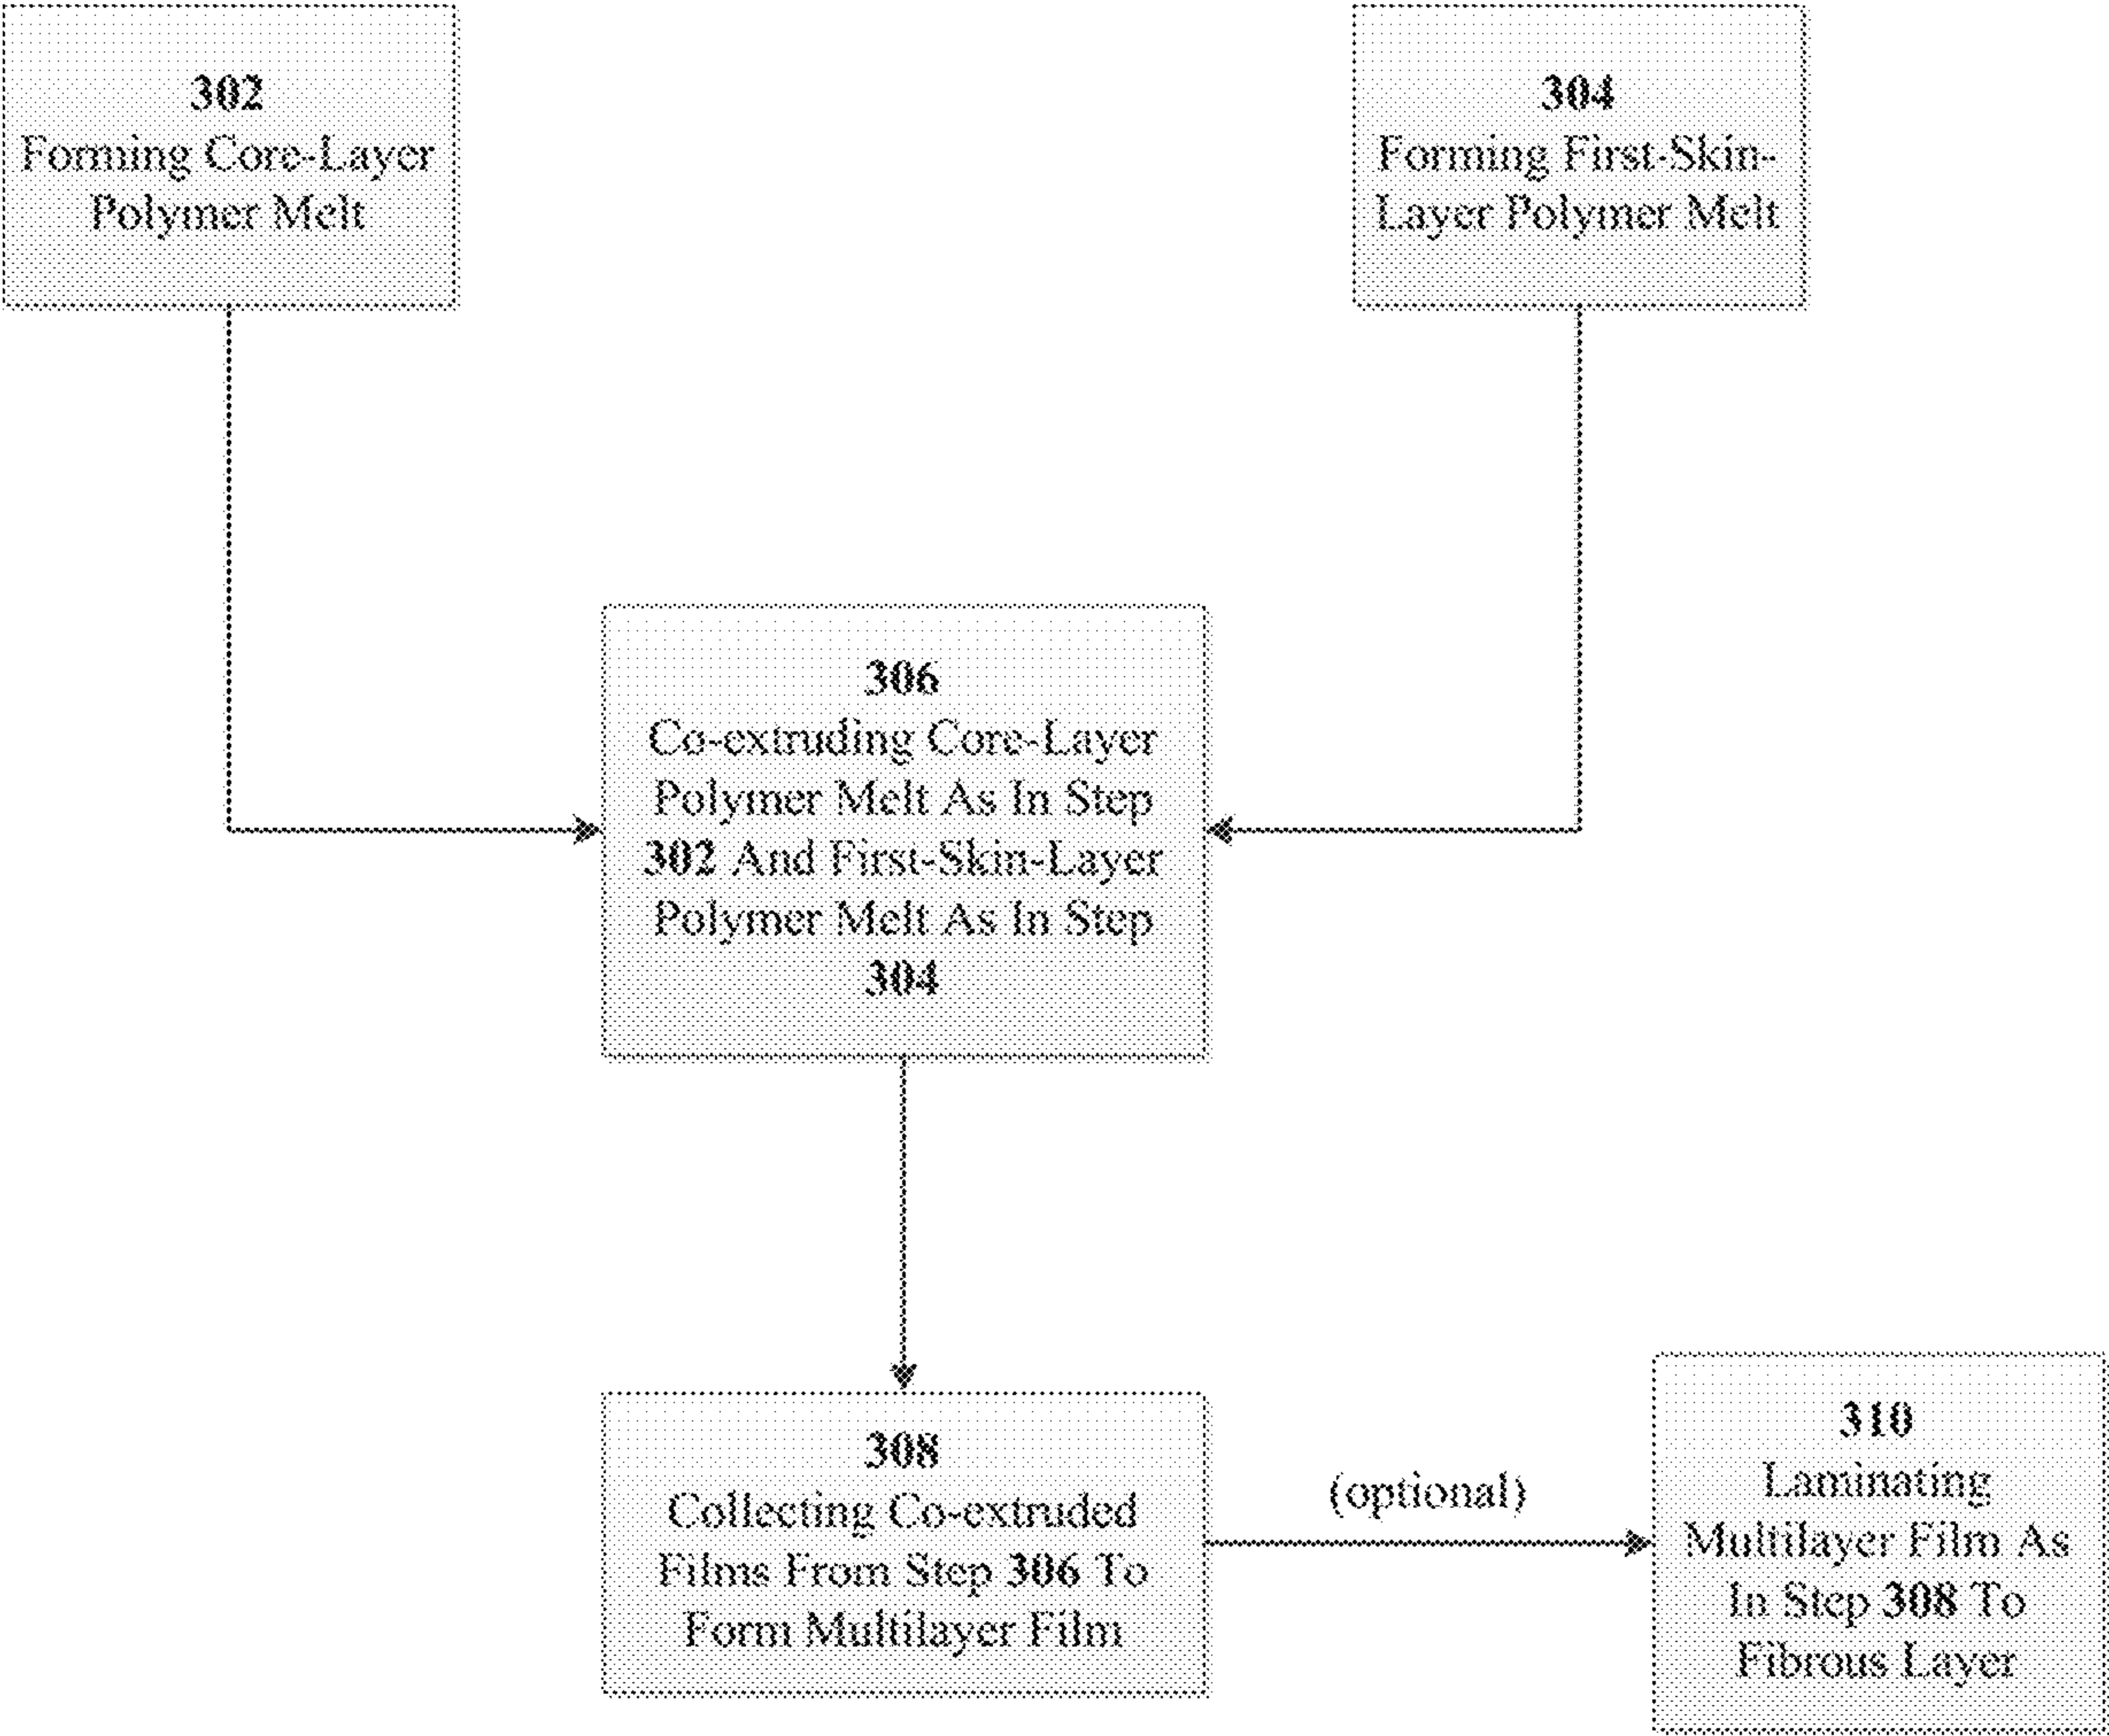 302
Forming Core-Layer
Polymer Melt
304
Forming First-Skin-
Layer Polymer Melt
306
Co-extruding Core-Layer
Polymer Melt As In Step
302 And First-Skin-Layer
Polymer Melt As In Step
304
308
Collecting Co-extruded
Films From Step 306 To
Form Multilayer Film
(optional)
310
Laminating
Multilayer Film As
In Step 308 To
Fibrous Layer